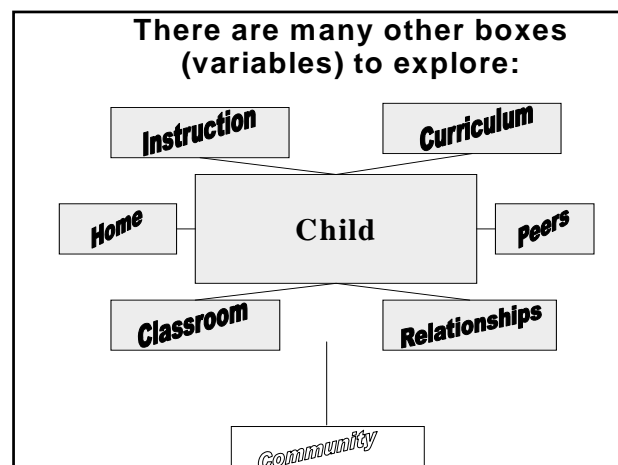 There are many other boxes
(variables) to explore:
Instruction
Curriculum
Home
Child
Peers
Classroom
Relationships
Community